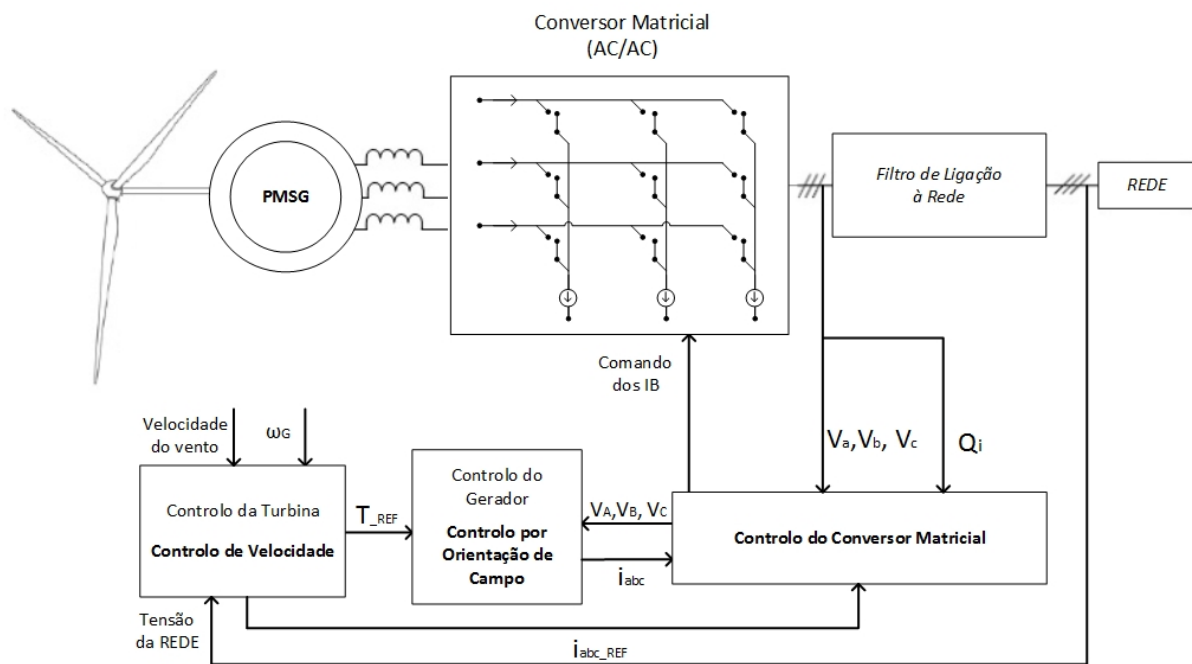 Conversor Matricial
(AC/AC)
PMSG
Filtro de Ligação
à Rede
REDE
Comando
dos IB
Velocidade
do vento
ωG
Va,Vb, Vc
Qi
Controlo da Turbina
Controlo de Velocidade
T_REF
Controlo do
Gerador
Controlo por
Orientação de
Campo
VA,VB, VC
iabc
Controlo do Conversor Matricial
Tensão
da REDE
iabc_REF